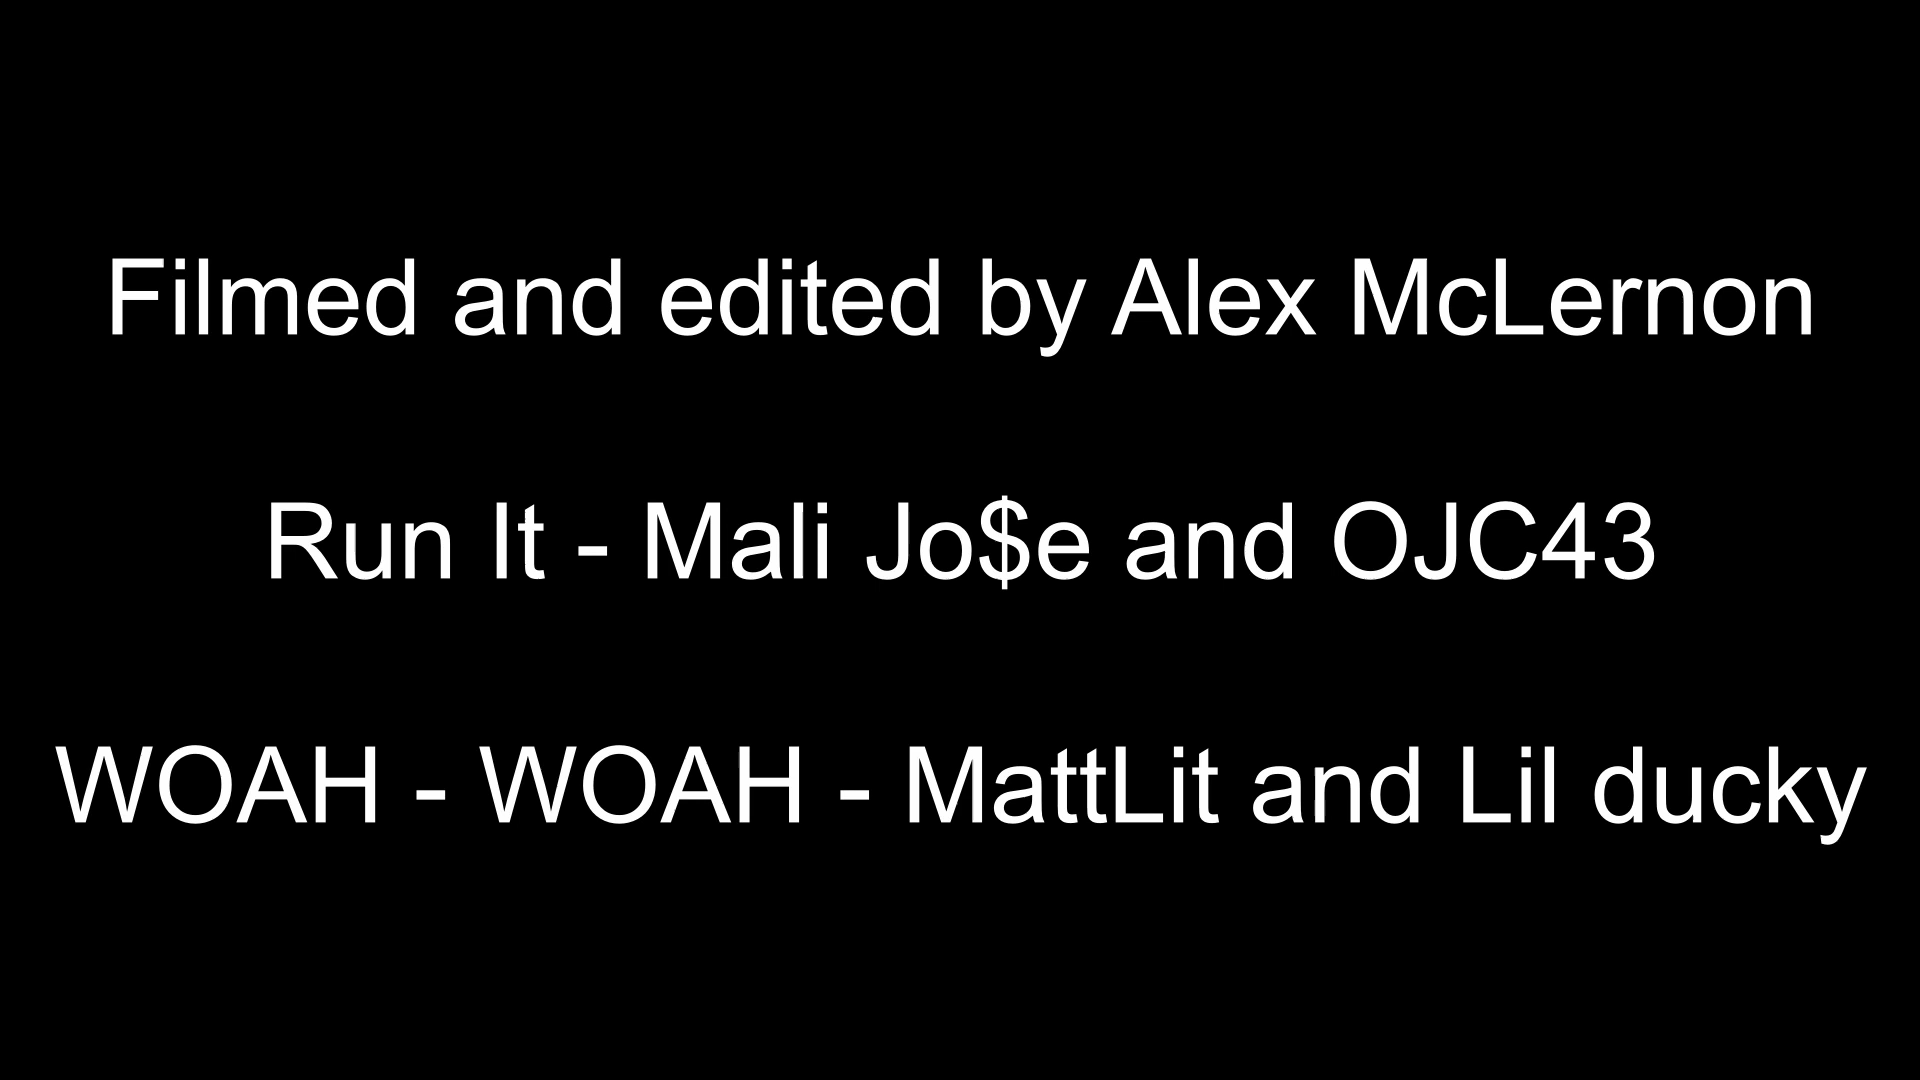 Filmed and edited by Alex McLernon
Run It - Mali Jo$e and OJC43
WOAH - WOAH - MattLit and Lil ducky